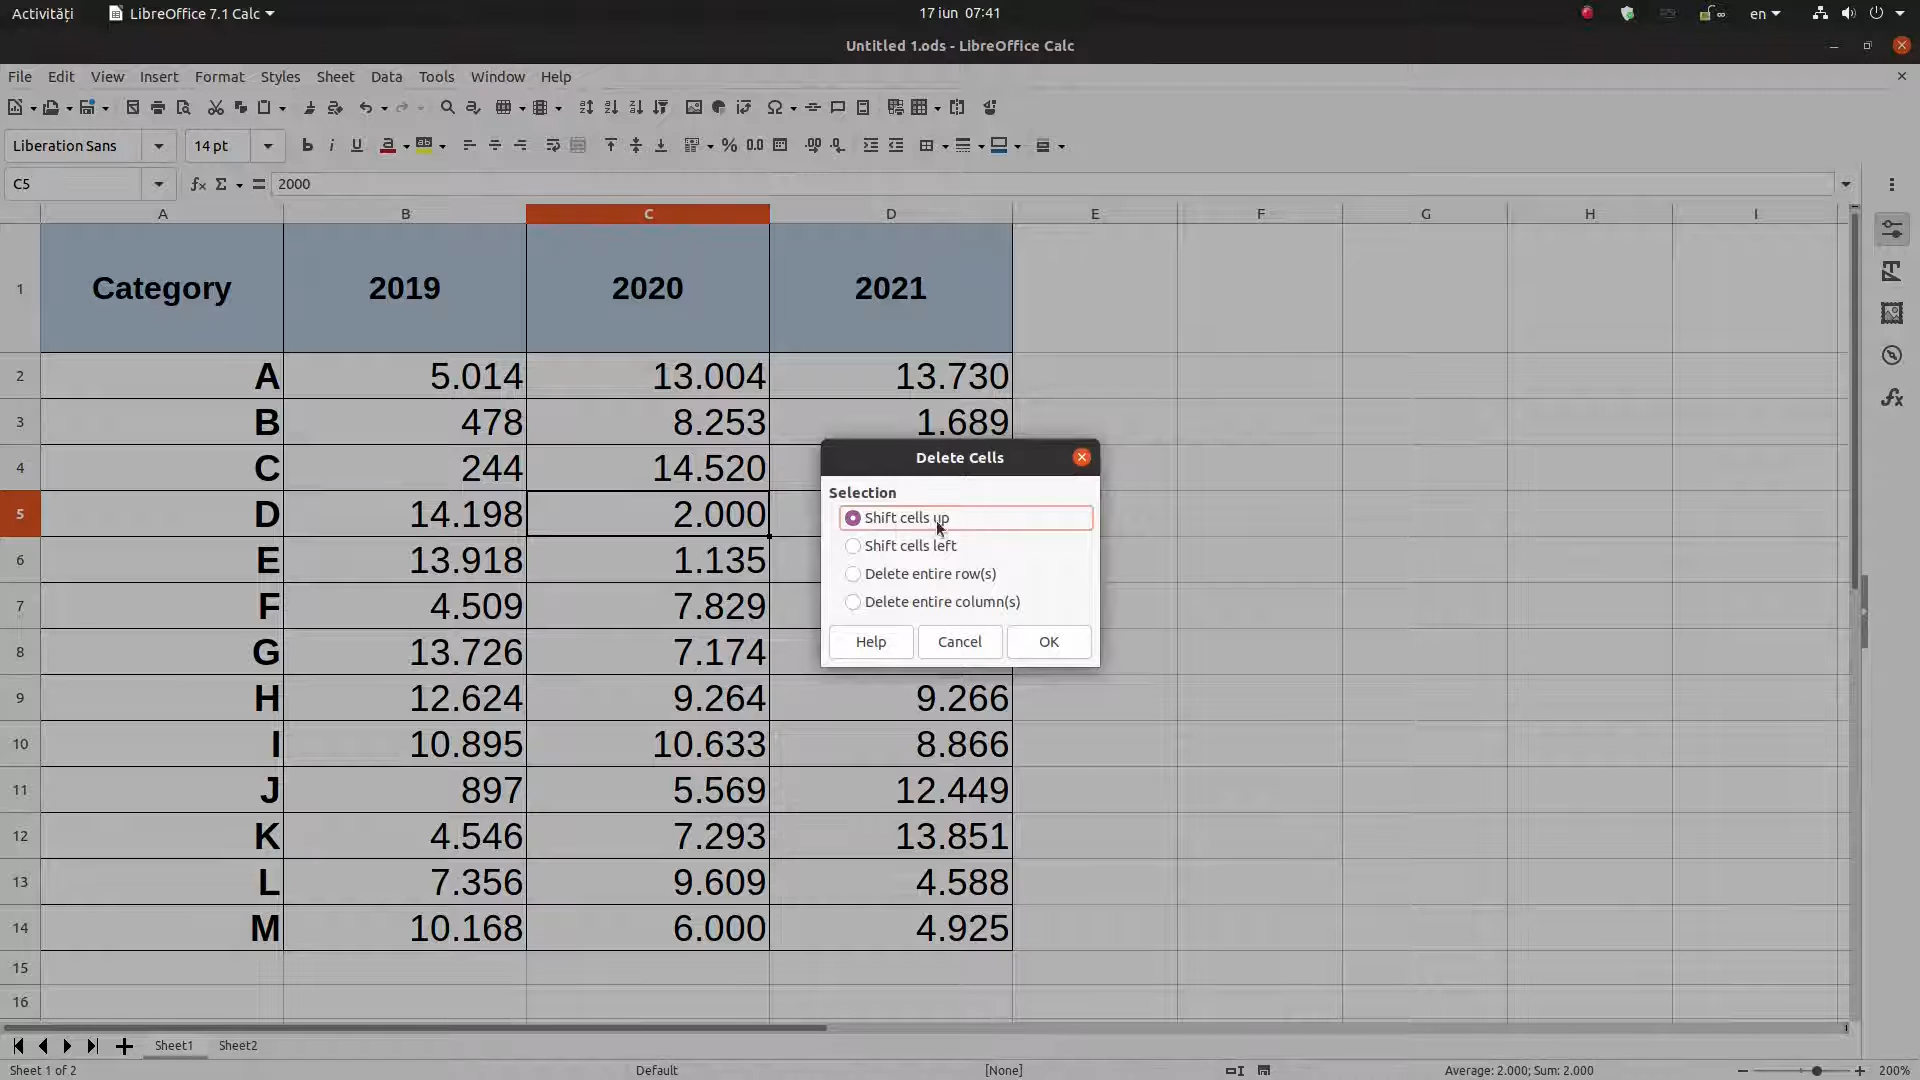 Activități LibreOffice 7.1 Calc 17 iun 07:41 en
Untitled 1.ods - LibreOffice Calc
File Edit View Insert Format Styles Sheet Data Tools Window Help
Liberation Sans 14 pt
C5 2000
A B C D E F G H I
1 Category 2019 2020 2021
2 A 5.014 13.004 13.730
3 B 478 8.253 1.689
4 C 244 14.520
5 D 14.198 2.000
6 E 13.918 1.135
7 F 4.509 7.829
8 G 13.726 7.174
9 H 12.624 9.264 9.266
10 I 10.895 10.633 8.866
11 J 897 5.569 12.449
12 K 4.546 7.293 13.851
13 L 7.356 9.609 4.588
14 M 10.168 6.000 4.925
15
16
Delete Cells
Selection
Shift cells up
Shift cells left
Delete entire row(s)
Delete entire column(s)
Help Cancel OK
Sheet1 Sheet2
Sheet 1 of 2 Default [None] Average: 2.000; Sum: 2.000 200%